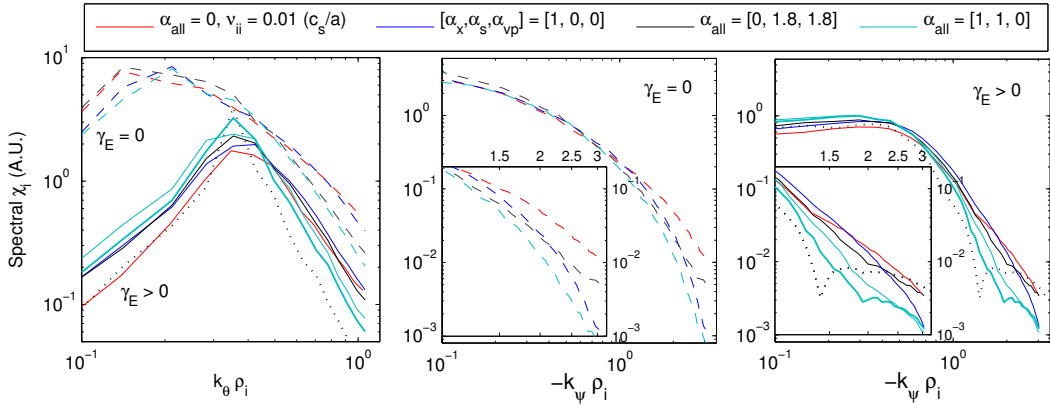 α_all = 0, ν_ii = 0.01 (c_s/a) [α_x,α_s,α_vp] = [1, 0, 0] α_all = [0, 1.8, 1.8] α_all = [1, 1, 0]
Spectral χ_i (A.U.)
10^1
10^0
10^-1
γ_E = 0
γ_E > 0
10^-1 10^0
k_θ ρ_i
γ_E = 0
10^0
10^-1
10^-2
10^-3
1.5 2 2.5 3
10^-1
10^-2
10^-3
10^-1 10^0
−k_ψ ρ_i
γ_E > 0
10^0
10^-1
10^-2
10^-3
1.5 2 2.5 3
10^-1
10^-2
10^-3
10^-1 10^0
−k_ψ ρ_i